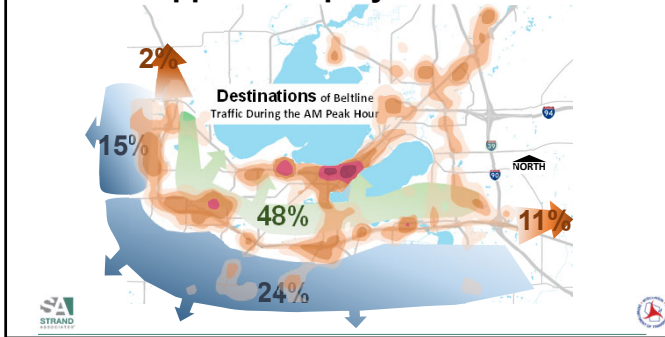 2%
Destinations of Beltline
Traffic During the AM Peak Hour
94
15%
39
NORTH
90
48%
11%
24%
SA
STRAND
ASSOCIATES